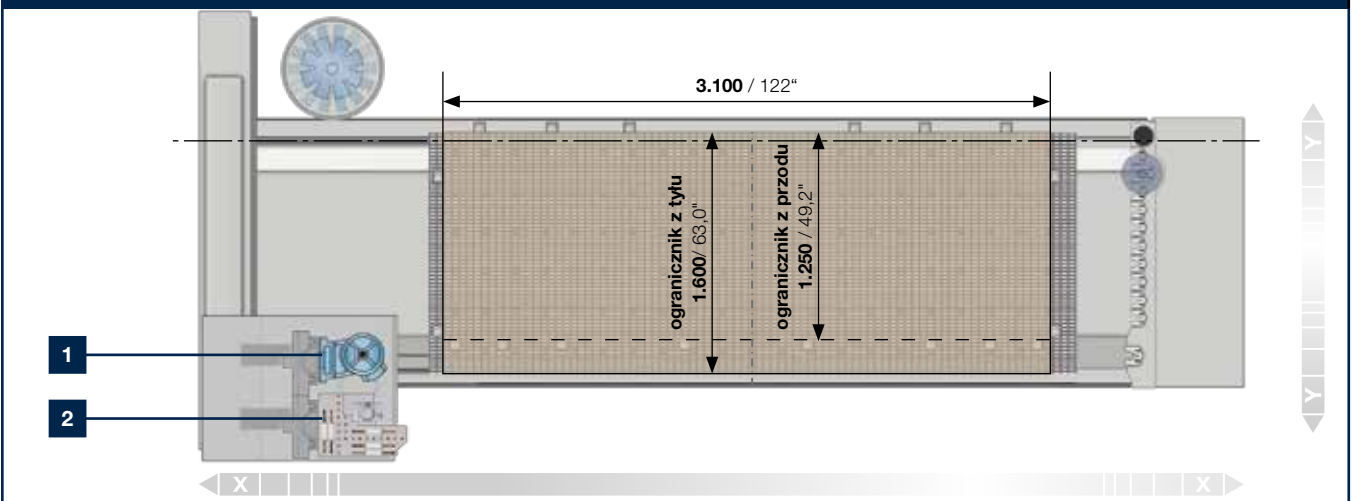 3.100 / 122“
ogranicznik z tyłu
1.600/ 63,0"
ogranicznik z przodu
1.250 / 49,2"
Y
1
2
Y
X
X